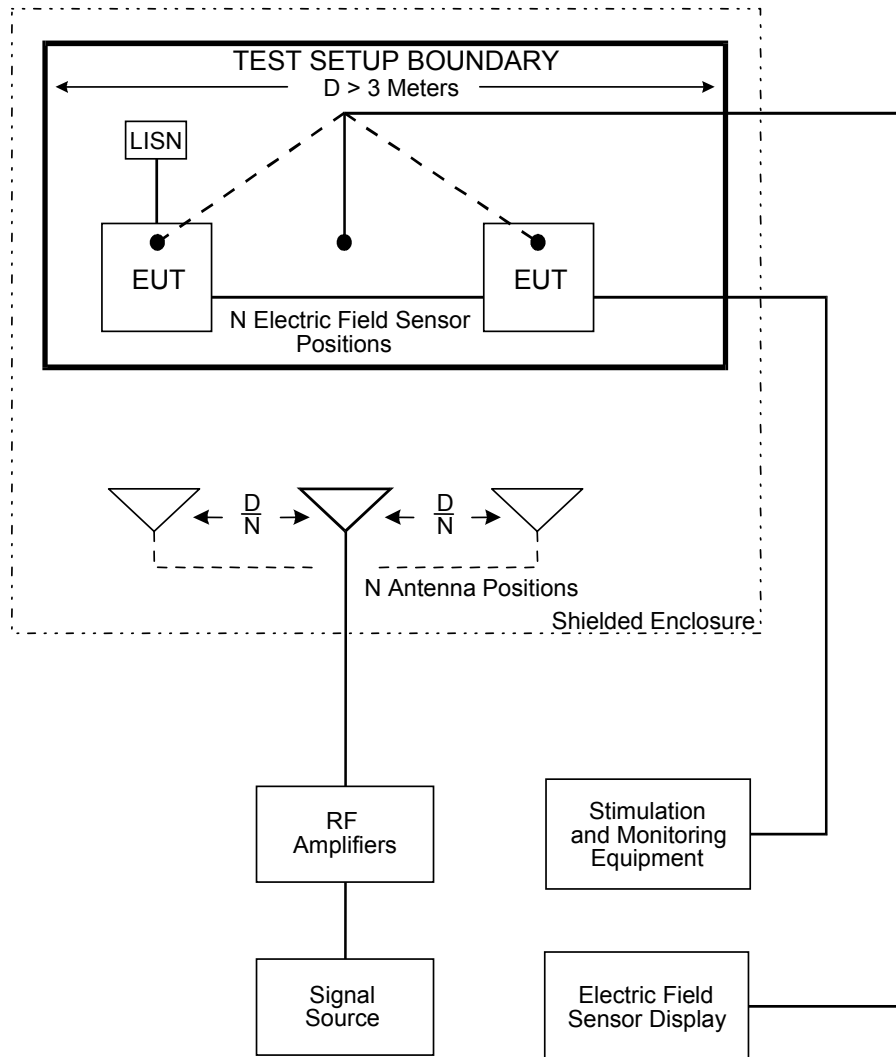 TEST SETUP BOUNDARY
D > 3 Meters
LISN
EUT
EUT
N Electric Field Sensor
Positions
D
N
D
N
N Antenna Positions
Shielded Enclosure
RF
Amplifiers
Stimulation
and Monitoring
Equipment
Signal
Source
Electric Field
Sensor Display